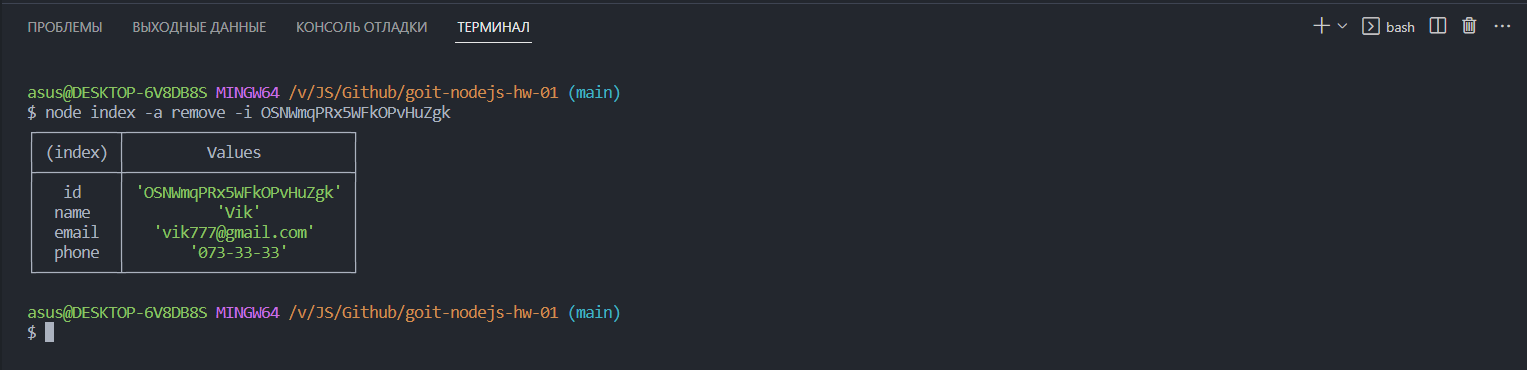 ПРОБЛЕМЫ ВЫХОДНЫЕ ДАННЫЕ КОНСОЛЬ ОТЛАДКИ ТЕРМИНАЛ bash
asus@DESKTOP-6V8DB8S MINGW64 /v/JS/Github/goit-nodejs-hw-01 (main)
$ node index -a remove -i OSNWmqPRx5WFkOPvHuZgk
(index) Values
id 'OSNWmqPRx5WFkOPvHuZgk'
name 'Vik'
email 'vik777@gmail.com'
phone '073-33-33'
asus@DESKTOP-6V8DB8S MINGW64 /v/JS/Github/goit-nodejs-hw-01 (main)
$